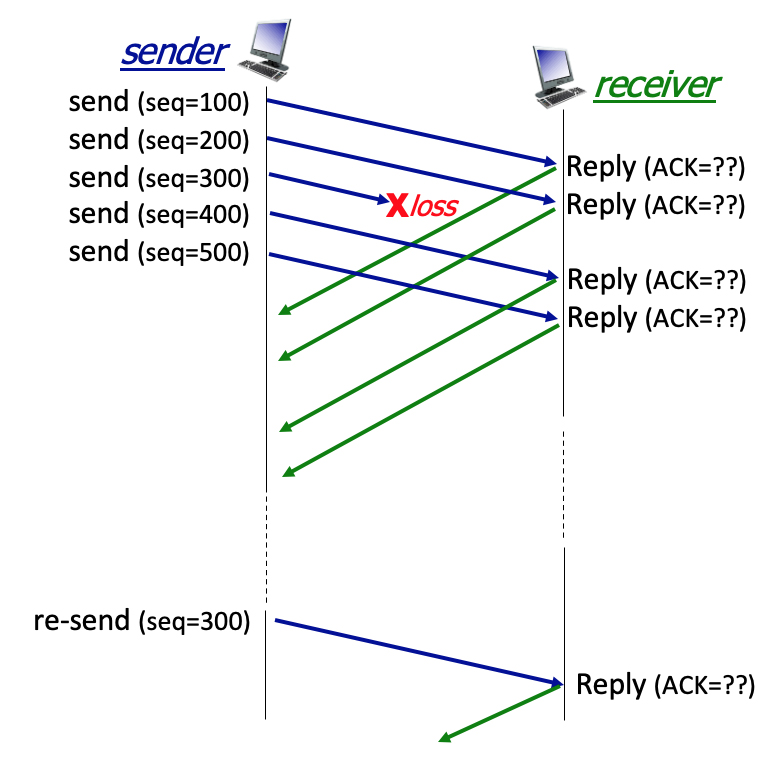 sender
receiver
send (seq=100)
send (seq=200)
send (seq=300)
send (seq=400)
send (seq=500)
X loss
Reply (ACK=??)
Reply (ACK=??)
Reply (ACK=??)
Reply (ACK=??)
re-send (seq=300)
Reply (ACK=??)